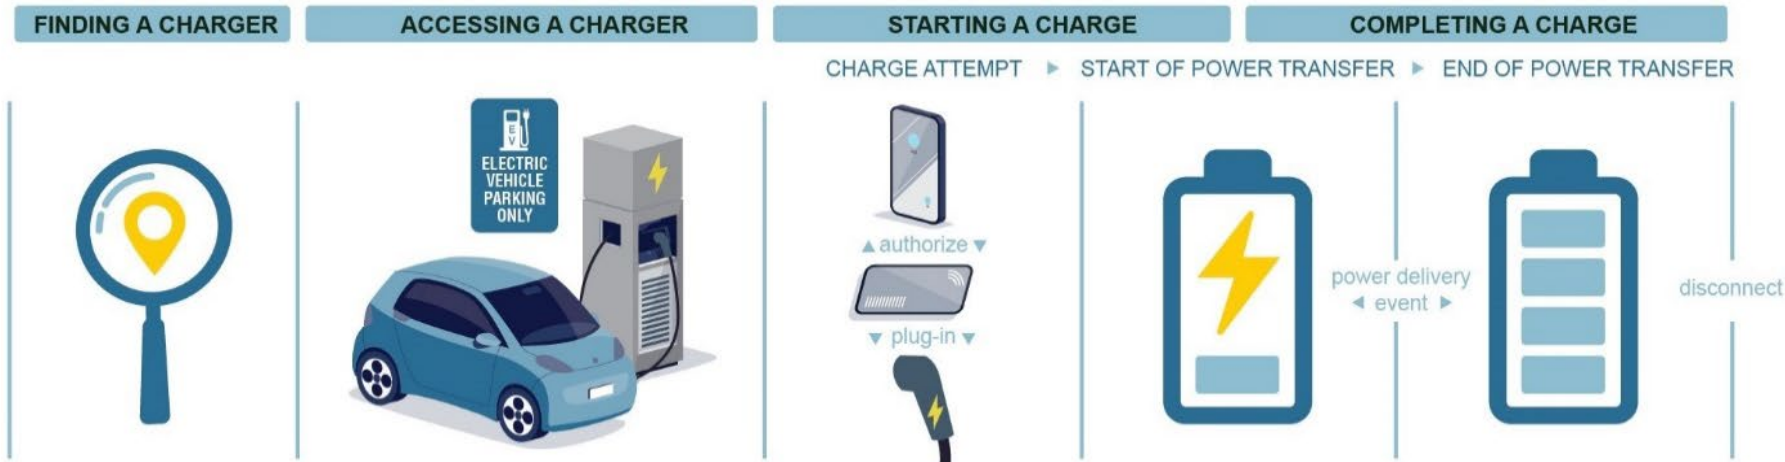 FINDING A CHARGER
ACCESSING A CHARGER
STARTING A CHARGE
COMPLETING A CHARGE
CHARGE ATTEMPT ▶ START OF POWER TRANSFER ▶ END OF POWER TRANSFER
EV
ELECTRIC
VEHICLE
PARKING
ONLY
▲ authorize ▼
▼ plug-in ▼
power delivery
◀ event ▶
disconnect